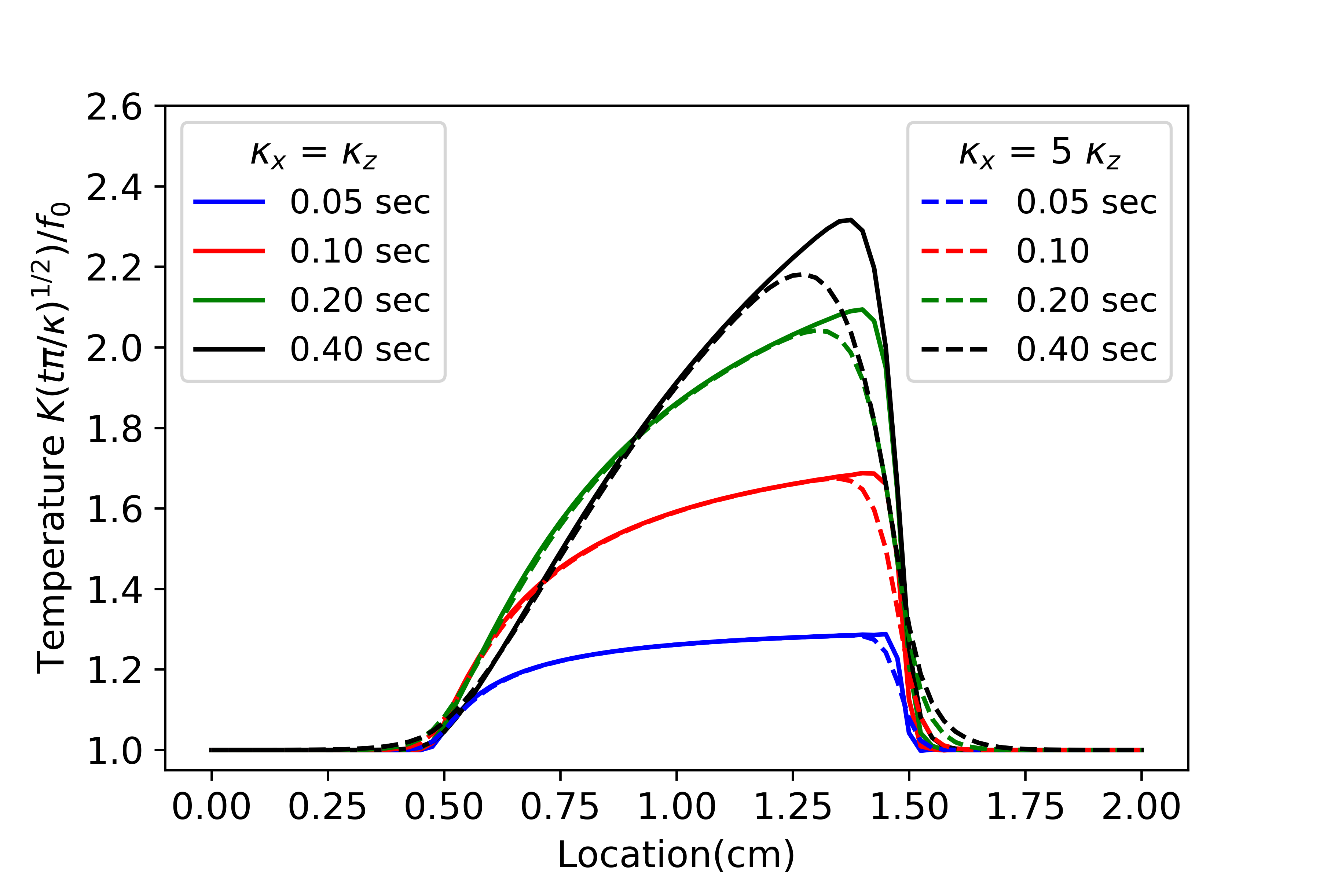 κx = κz
0.05 sec
0.10 sec
0.20 sec
0.40 sec
κx = 5 κz
0.05 sec
0.10
0.20 sec
0.40 sec
2.6
2.4
2.2
2.0
1.8
1.6
1.4
1.2
1.0
Temperature K(tπ/κ)^{1/2})/f_0
0.00 0.25 0.50 0.75 1.00 1.25 1.50 1.75 2.00
Location(cm)